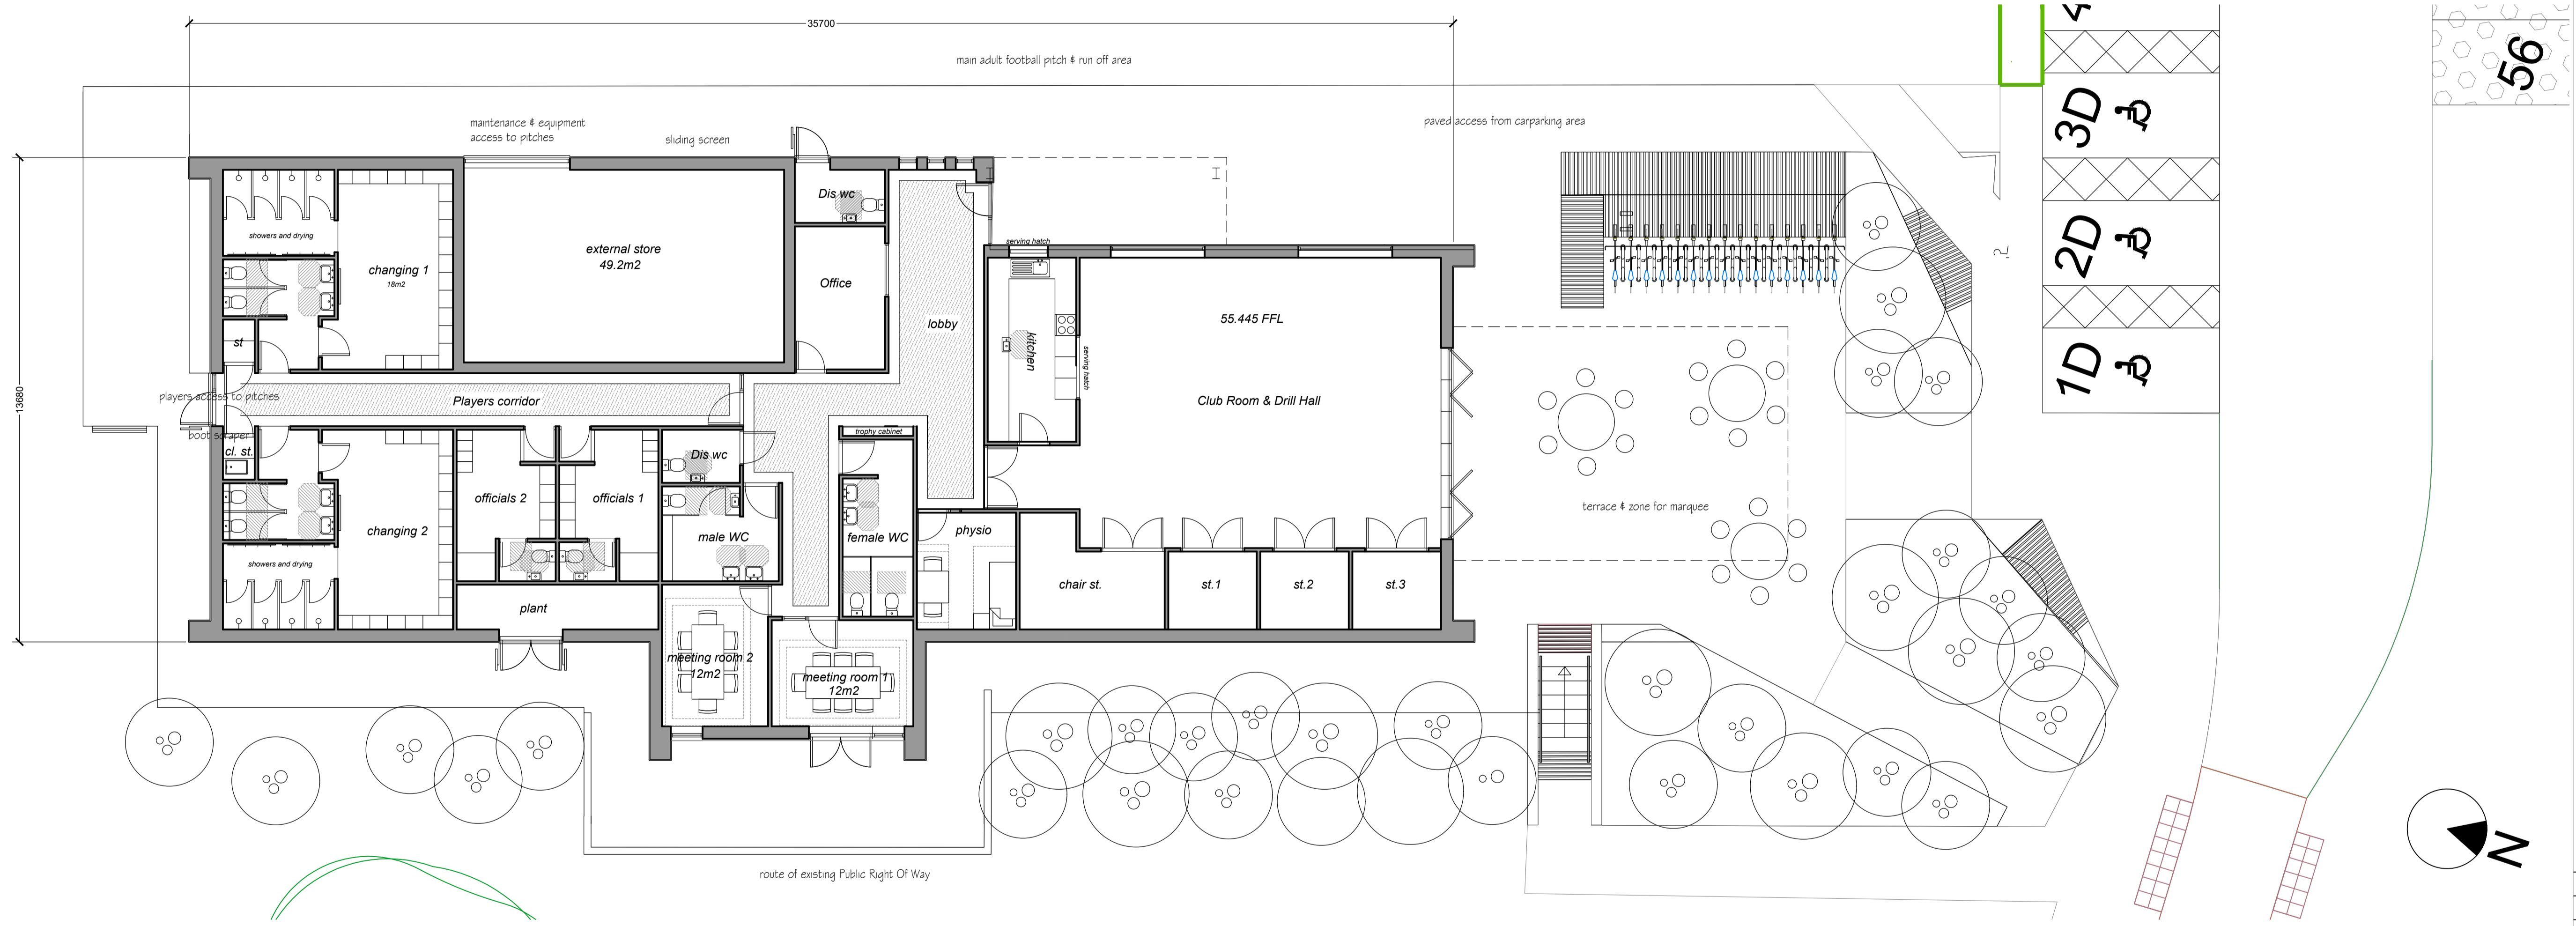 35700
main adult football pitch & run off area
maintenance & equipment
access to pitches
sliding screen
paved access from carparking area
4
3D
2D
1D
56
13680
showers and drying
changing 1
18m2
st
external store
49.2m2
Dis wc
Office
lobby
serving hatch
kitchen
serving hatch
55.445 FFL
Club Room & Drill Hall
players access to pitches
Players corridor
boot scraper
cl. st.
changing 2
showers and drying
officials 2
officials 1
Dis wc
male WC
trophy cabinet
female WC
physio
plant
chair st.
st.1
st.2
st.3
meeting room 2
12m2
meeting room 1
12m2
terrace & zone for marquee
route of existing Public Right Of Way
N